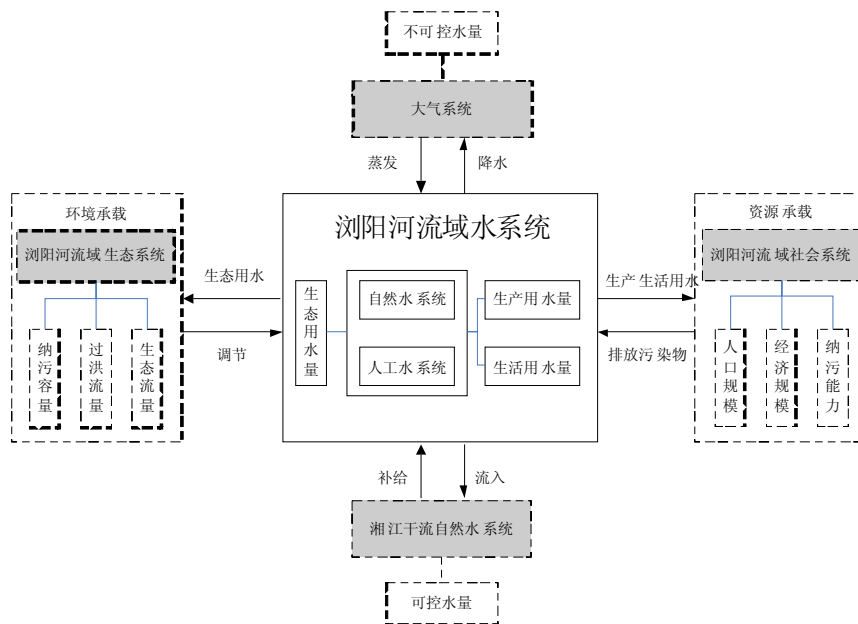 不可控水量
大气系统
蒸发
降水
环境承载
浏阳河流域生态系统
纳污容量
过洪流量
生态流量
生态用水
调节
浏阳河流域水系统
生态用水量
自然水系统
人工水系统
生产用水量
生活用水量
生产生活用水
排放污染物
资源承载
浏阳河流域社会系统
人口规模
经济规模
纳污能力
补给
流入
湘江干流自然水系统
可控水量